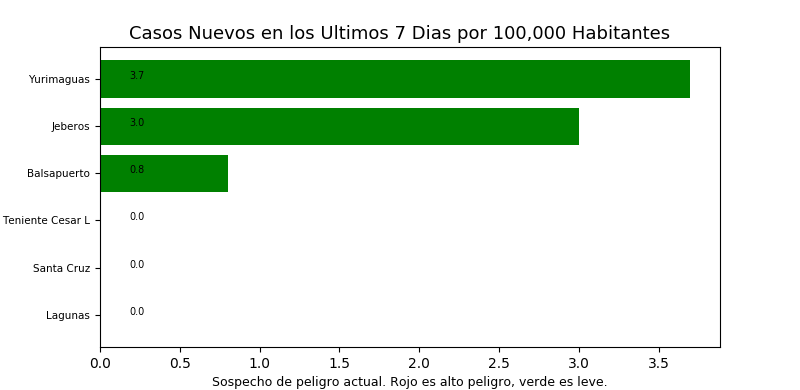 Casos Nuevos en los Ultimos 7 Dias por 100,000 Habitantes
Yurimaguas 3.7
Jeberos 3.0
Balsapuerto 0.8
Teniente Cesar L 0.0
Santa Cruz 0.0
Lagunas 0.0
0.0 0.5 1.0 1.5 2.0 2.5 3.0 3.5
Sospecho de peligro actual. Rojo es alto peligro, verde es leve.